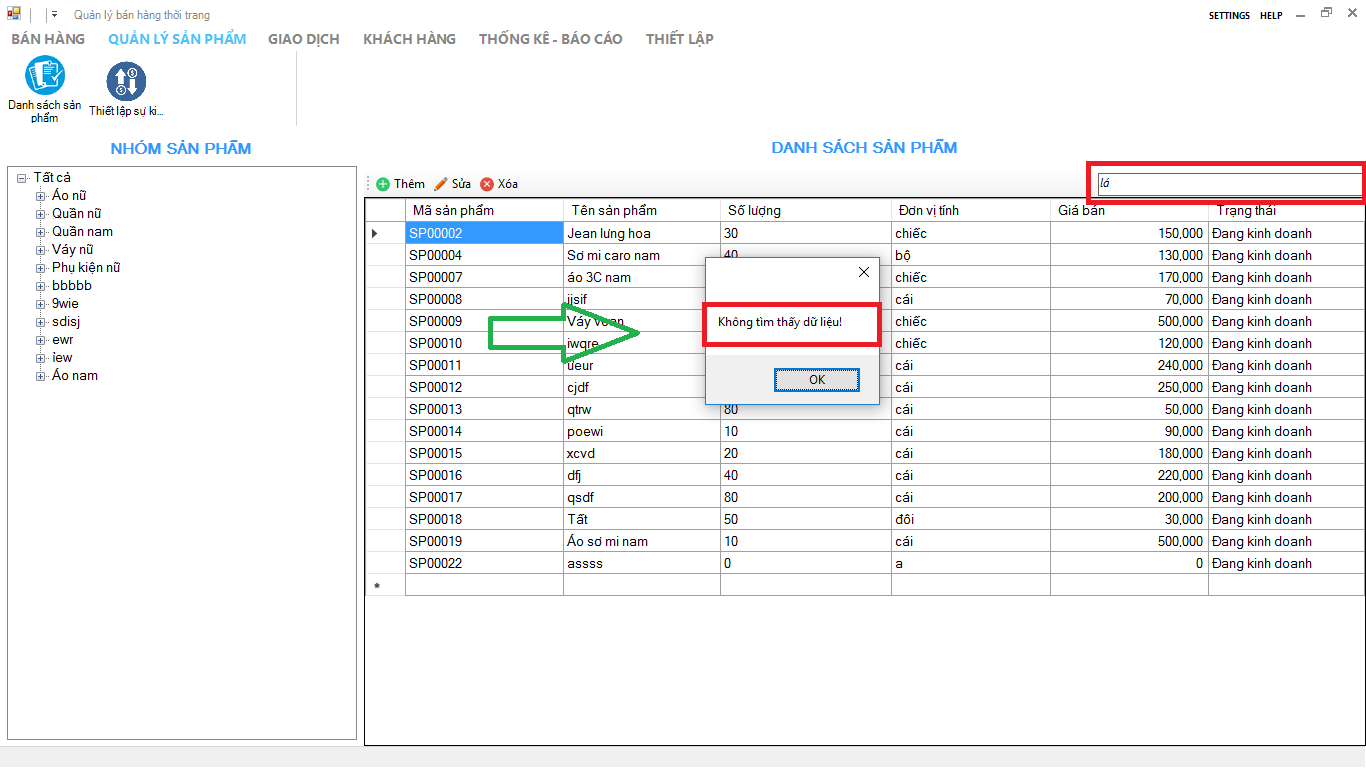 Quản lý bán hàng thời trang
SETTINGS HELP
BÁN HÀNG QUẢN LÝ SẢN PHẨM GIAO DỊCH KHÁCH HÀNG THỐNG KÊ - BÁO CÁO THIẾT LẬP
Danh sách sản phẩm
Thiết lập sự ki...
NHÓM SẢN PHẨM
DANH SÁCH SẢN PHẨM
Tất cả
Áo nữ
Quần nữ
Quần nam
Váy nữ
Phụ kiện nữ
bbbbb
9wie
sdisj
ewr
iew
Áo nam
Thêm Sửa Xóa
lá
Mã sản phẩm Tên sản phẩm Số lượng Đơn vị tính Giá bán Trạng thái
SP00002 Jean lưng hoa 30 chiếc 150,000 Đang kinh doanh
SP00004 Sơ mi caro nam 40 bộ 130,000 Đang kinh doanh
SP00007 áo 3C nam chiếc 170,000 Đang kinh doanh
SP00008 jjsif cái 70,000 Đang kinh doanh
SP00009 Váy voan chiếc 500,000 Đang kinh doanh
SP00010 iwqre chiếc 120,000 Đang kinh doanh
SP00011 ueur cái 240,000 Đang kinh doanh
SP00012 cjdf cái 250,000 Đang kinh doanh
SP00013 qtrw 80 cái 50,000 Đang kinh doanh
SP00014 poewi 10 cái 90,000 Đang kinh doanh
SP00015 xcvd 20 cái 180,000 Đang kinh doanh
SP00016 dfj 40 cái 220,000 Đang kinh doanh
SP00017 qsdf 80 cái 200,000 Đang kinh doanh
SP00018 Tất 50 đôi 30,000 Đang kinh doanh
SP00019 Áo sơ mi nam 10 cái 500,000 Đang kinh doanh
SP00022 assss 0 a 0 Đang kinh doanh
Không tìm thấy dữ liệu!
OK